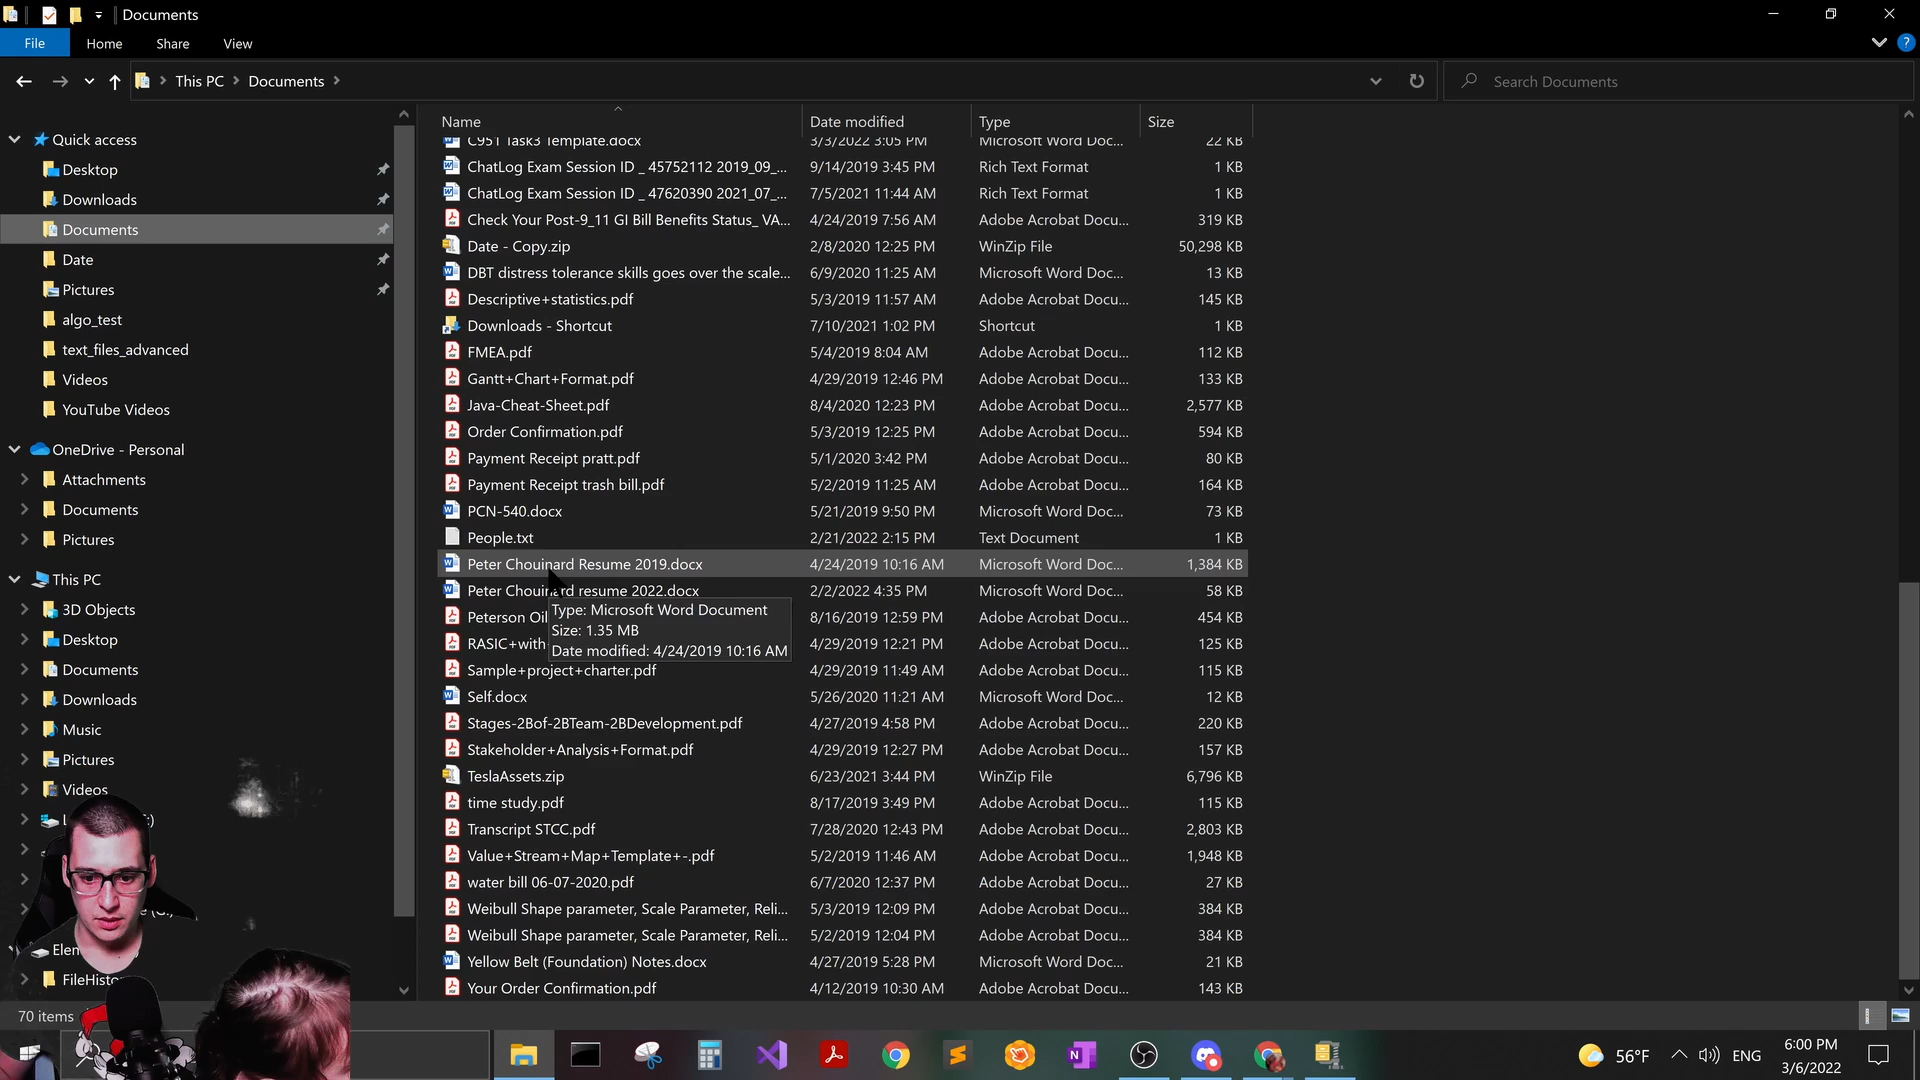 Documents
File Home Share View
This PC Documents Search Documents
Name Date modified Type Size
Quick access
Desktop
Downloads
Documents
Date
Pictures
algo_test
text_files_advanced
Videos
YouTube Videos
OneDrive - Personal
Attachments
Documents
Pictures
This PC
3D Objects
Desktop
Documents
Downloads
Music
Pictures
Videos
FileHisto
C951 Task3 Template.docx 3/3/2022 3:05 PM Microsoft Word Doc... 22 KB
ChatLog Exam Session ID _ 45752112 2019_09_... 9/14/2019 3:45 PM Rich Text Format 1 KB
ChatLog Exam Session ID _ 47620390 2021_07_... 7/5/2021 11:44 AM Rich Text Format 1 KB
Check Your Post-9_11 GI Bill Benefits Status_ VA... 4/24/2019 7:56 AM Adobe Acrobat Docu... 319 KB
Date - Copy.zip 2/8/2020 12:25 PM WinZip File 50,298 KB
DBT distress tolerance skills goes over the scale... 6/9/2020 11:25 AM Microsoft Word Doc... 13 KB
Descriptive+statistics.pdf 5/3/2019 11:57 AM Adobe Acrobat Docu... 145 KB
Downloads - Shortcut 7/10/2021 1:02 PM Shortcut 1 KB
FMEA.pdf 5/4/2019 8:04 AM Adobe Acrobat Docu... 112 KB
Gantt+Chart+Format.pdf 4/29/2019 12:46 PM Adobe Acrobat Docu... 133 KB
Java-Cheat-Sheet.pdf 8/4/2020 12:23 PM Adobe Acrobat Docu... 2,577 KB
Order Confirmation.pdf 5/3/2019 12:25 PM Adobe Acrobat Docu... 594 KB
Payment Receipt pratt.pdf 5/1/2020 3:42 PM Adobe Acrobat Docu... 80 KB
Payment Receipt trash bill.pdf 5/2/2019 11:25 AM Adobe Acrobat Docu... 164 KB
PCN-540.docx 5/21/2019 9:50 PM Microsoft Word Doc... 73 KB
People.txt 2/21/2022 2:15 PM Text Document 1 KB
Peter Chouinard Resume 2019.docx 4/24/2019 10:16 AM Microsoft Word Doc... 1,384 KB
Peter Chouinard resume 2022.docx 2/2/2022 4:35 PM Microsoft Word Doc... 58 KB
Peterson Oil 8/16/2019 12:59 PM Adobe Acrobat Docu... 454 KB
RASIC+with 4/29/2019 12:21 PM Adobe Acrobat Docu... 125 KB
Type: Microsoft Word Document
Size: 1.35 MB
Date modified: 4/24/2019 10:16 AM
Sample+project+charter.pdf 4/29/2019 11:49 AM Adobe Acrobat Docu... 115 KB
Self.docx 5/26/2020 11:21 AM Microsoft Word Doc... 12 KB
Stages-2Bof-2BTeam-2BDevelopment.pdf 4/27/2019 4:58 PM Adobe Acrobat Docu... 220 KB
Stakeholder+Analysis+Format.pdf 4/29/2019 12:27 PM Adobe Acrobat Docu... 157 KB
TeslaAssets.zip 6/23/2021 3:44 PM WinZip File 6,796 KB
time study.pdf 8/17/2019 3:49 PM Adobe Acrobat Docu... 115 KB
Transcript STCC.pdf 7/28/2020 12:43 PM Adobe Acrobat Docu... 2,803 KB
Value+Stream+Map+Template+-.pdf 5/2/2019 11:46 AM Adobe Acrobat Docu... 1,948 KB
water bill 06-07-2020.pdf 6/7/2020 12:37 PM Adobe Acrobat Docu... 27 KB
Weibull Shape parameter, Scale Parameter, Reli... 5/3/2019 12:09 PM Adobe Acrobat Docu... 384 KB
Weibull Shape parameter, Scale Parameter, Reli... 5/2/2019 12:04 PM Adobe Acrobat Docu... 384 KB
Yellow Belt (Foundation) Notes.docx 4/27/2019 5:28 PM Microsoft Word Doc... 21 KB
Your Order Confirmation.pdf 4/12/2019 10:30 AM Adobe Acrobat Docu... 143 KB
70 items
56°F ENG
6:00 PM
3/6/2022